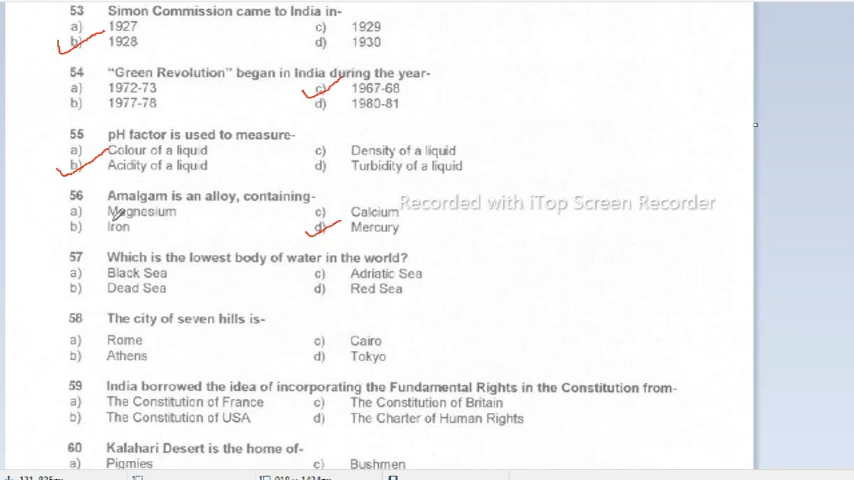 53 Simon Commission came to India in-
a) 1927 c) 1929
b) 1928 d) 1930
54 "Green Revolution" began in India during the year-
a) 1972-73 c) 1967-68
b) 1977-78 d) 1980-81
55 pH factor is used to measure-
a) Colour of a liquid c) Density of a liquid
b) Acidity of a liquid d) Turbidity of a liquid
56 Amalgam is an alloy, containing-
Recorded with iTop Screen Recorder
a) Magnesium c) Calcium
b) Iron d) Mercury
57 Which is the lowest body of water in the world?
a) Black Sea c) Adriatic Sea
b) Dead Sea d) Red Sea
58 The city of seven hills is-
a) Rome c) Cairo
b) Athens d) Tokyo
59 India borrowed the idea of incorporating the Fundamental Rights in the Constitution from-
a) The Constitution of France c) The Constitution of Britain
b) The Constitution of USA d) The Charter of Human Rights
60 Kalahari Desert is the home of-
a) Pigmies c) Bushmen